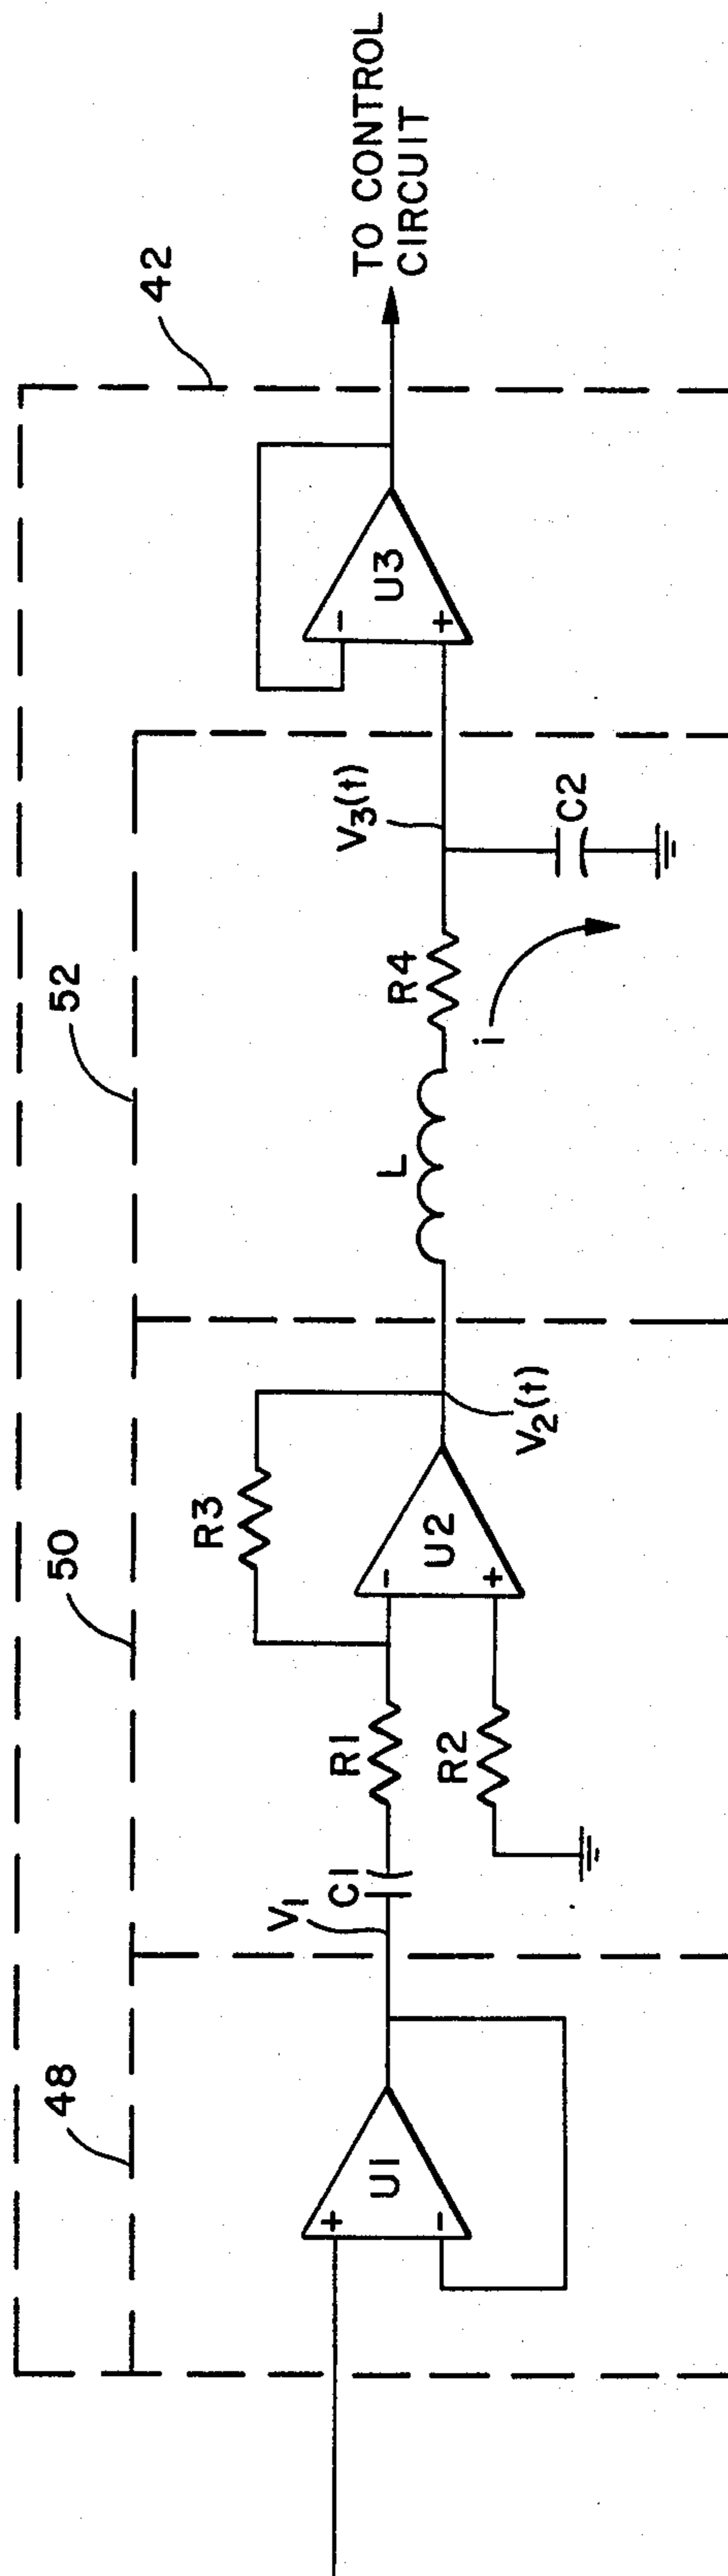 42
TO CONTROL
CIRCUIT
52
50
48
U1
+
-
V1
C1
R1
R2
R3
U2
-
+
V2(t)
L
R4
i
V3(t)
C2
U3
-
+